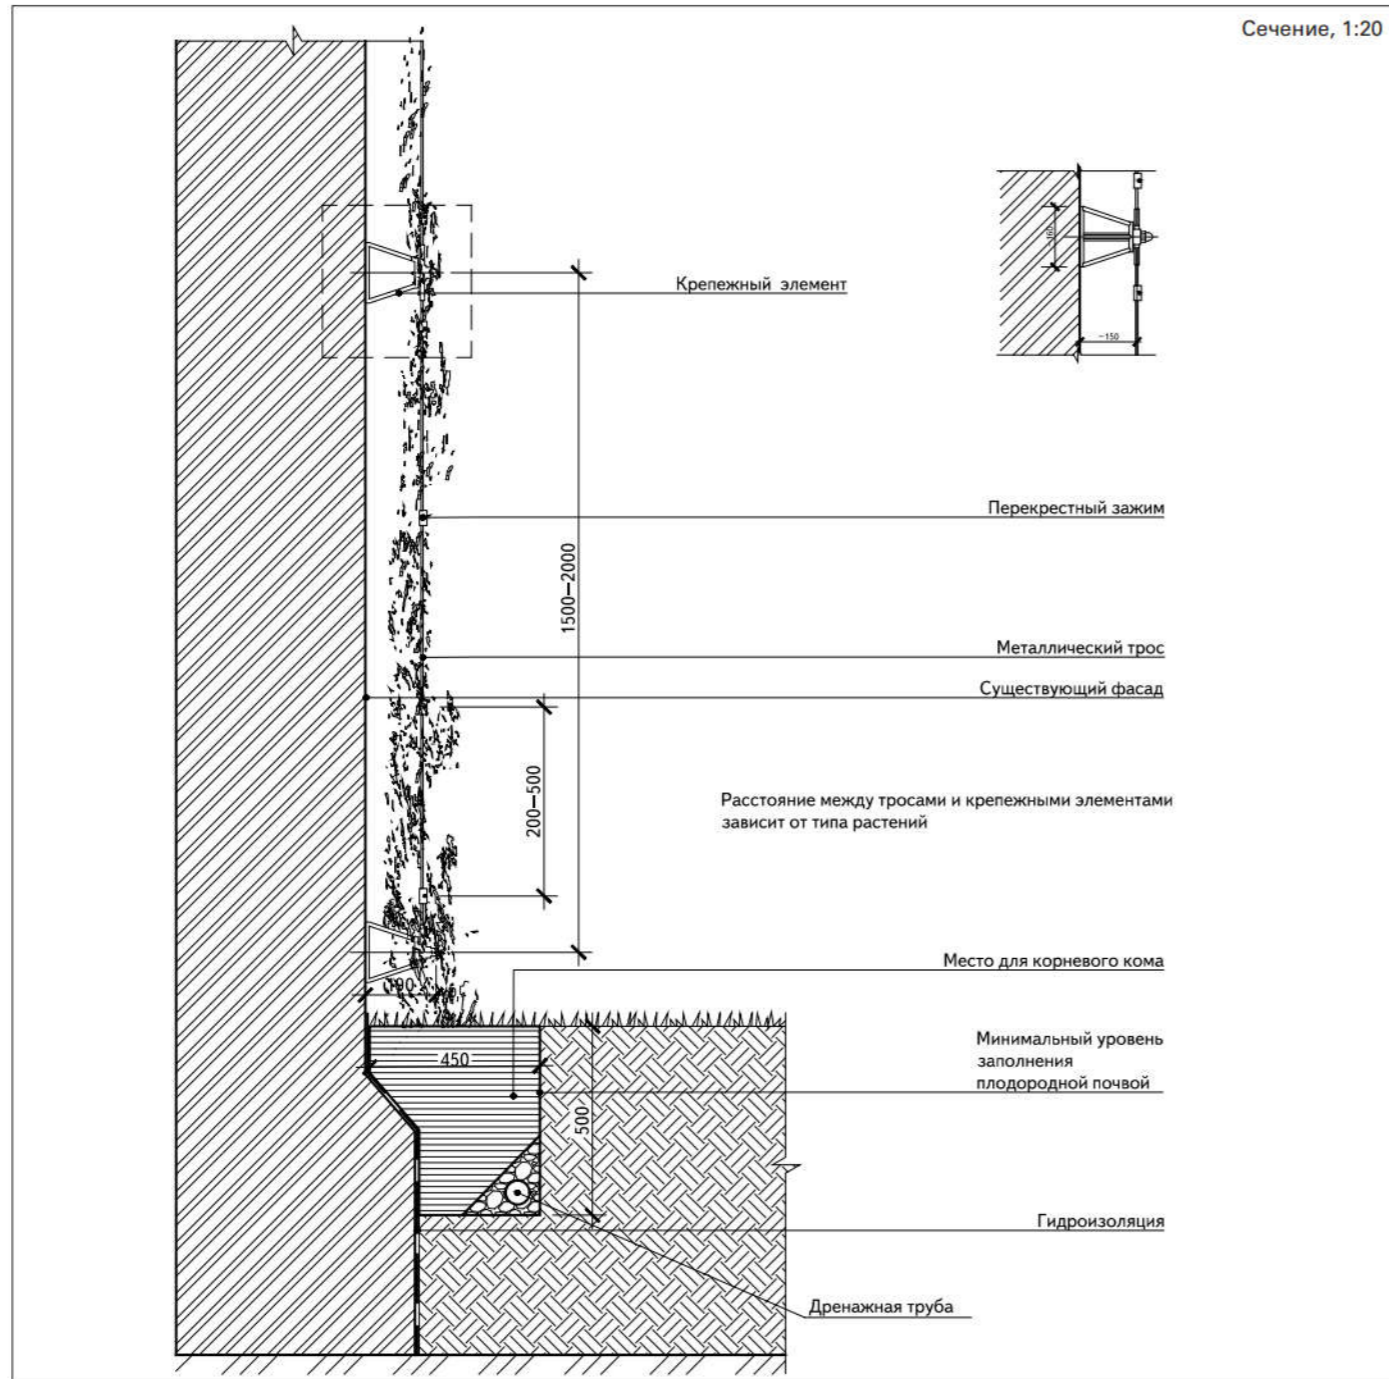 Сечение, 1:20
160
Крепежный элемент
~150
Перекрестный зажим
1500—2000
Металлический трос
Существующий фасад
200—500
Расстояние между тросами и крепежными элементами
зависит от типа растений
Место для корневого кома
190
Минимальный уровень
заполнения
плодородной почвой
450
500
Гидроизоляция
Дренажная труба